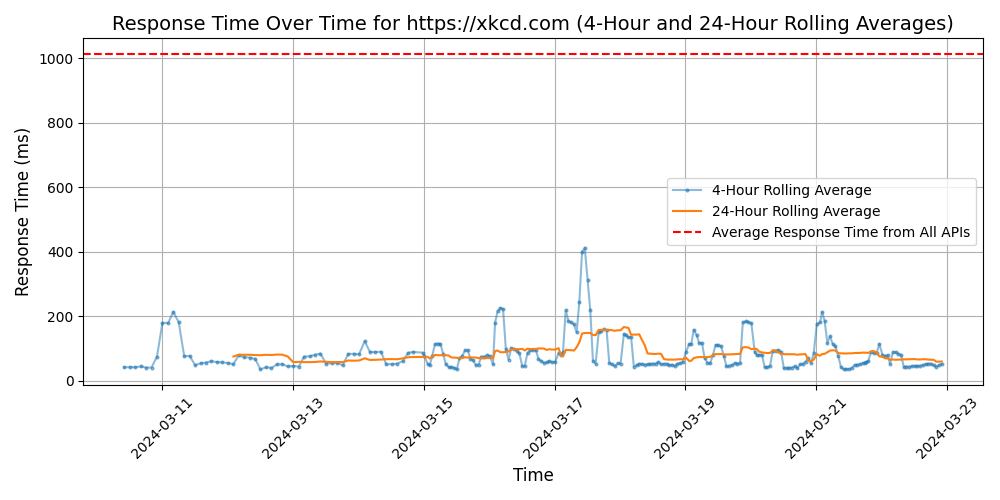 Response Time Over Time for https://xkcd.com (4-Hour and 24-Hour Rolling Averages)
1000
800
600
400
200
0
Response Time (ms)
4-Hour Rolling Average
24-Hour Rolling Average
Average Response Time from All APIs
2024-03-11
2024-03-13
2024-03-15
2024-03-17
2024-03-19
2024-03-21
2024-03-23
Time